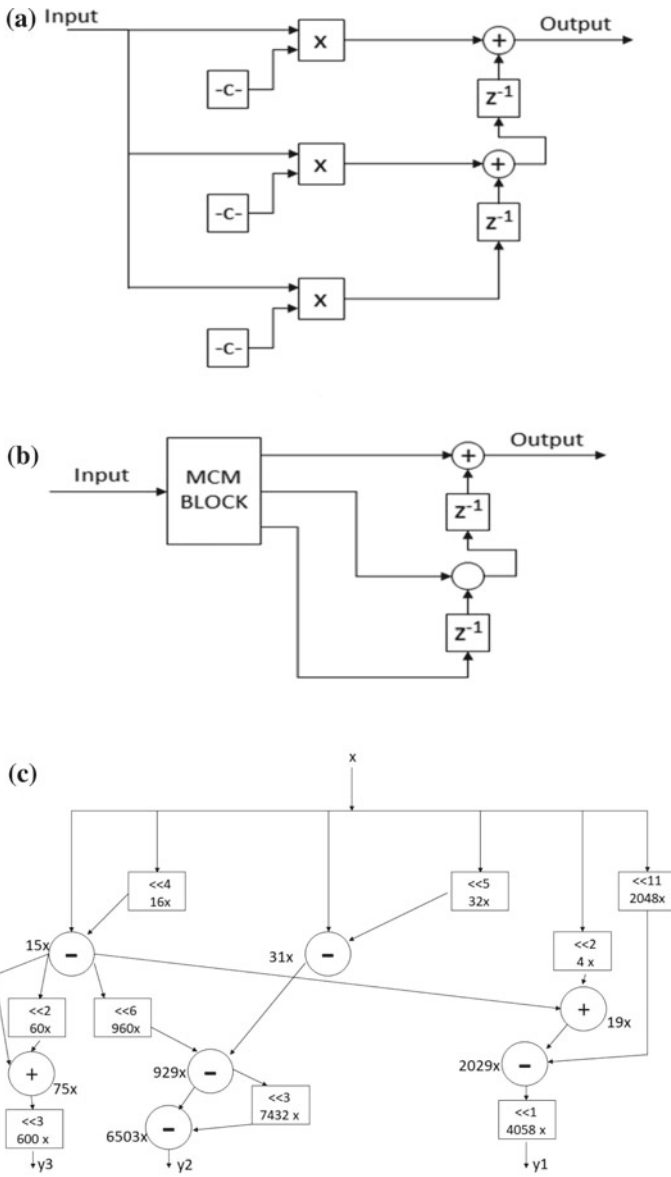 (a) Input
x
+
Output
-C-
z-1
x
+
-C-
z-1
x
-C-
(b)
Input
MCM
BLOCK
+
Output
z-1
z-1
(c)
x
<<4
16x
<<5
32x
<<11
2048x
15x
-
31x
-
<<2
4 x
<<2
60x
<<6
960x
+
19x
929x
-
2029x
-
+
75x
<<3
7432 x
<<3
600 x
6503x
-
<<1
4058 x
y3
y2
y1